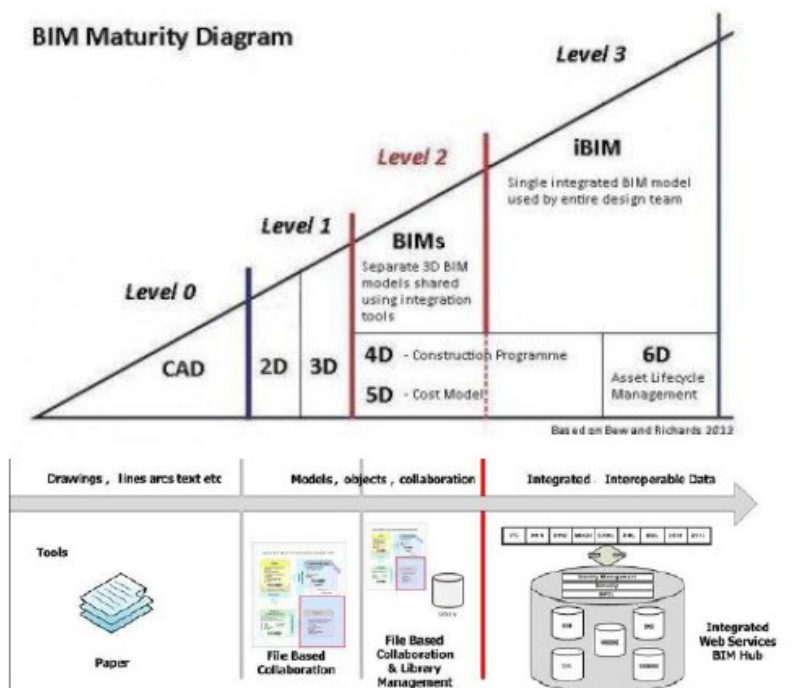 BIM Maturity Diagram
Level 3
Level 2
iBIM
Single integrated BIM model
used by entire design team
Level 1
BIMs
Separate 3D BIM
models shared
using integration
tools
Level 0
CAD
2D
3D
4D - Construction Programme
5D - Cost Model
6D
Asset Lifecycle
Management
Based on Bew and Richards 2012
Drawings, lines arcs text etc
Models, objects, collaboration
Integrated Interoperable Data
Tools
Paper
File Based
Collaboration
File Based
Collaboration
& Library
Management
Integrated
Web Services
BIM Hub